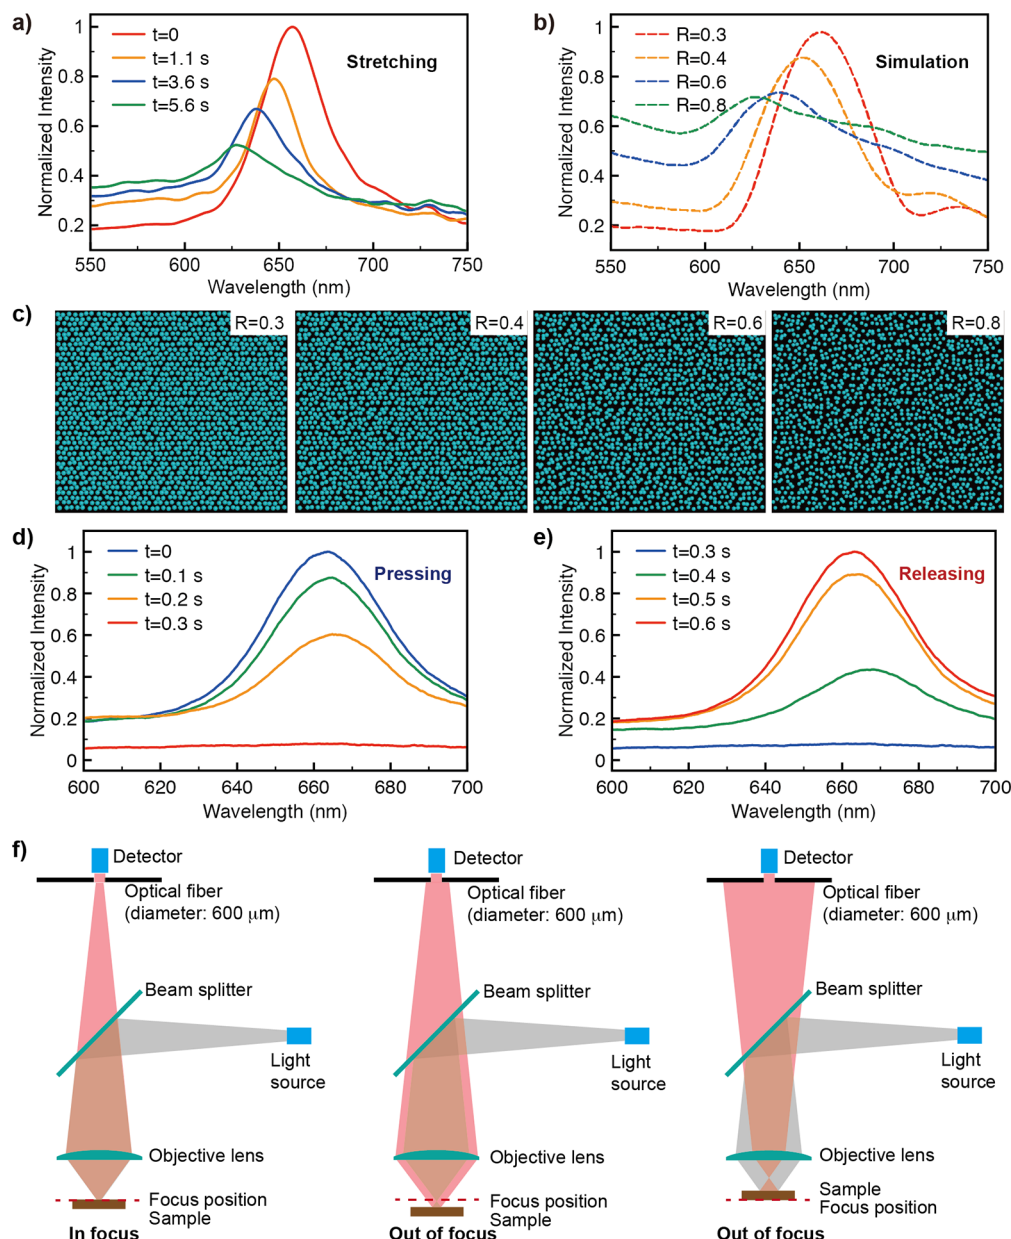 a)
Normalized Intensity
1
0.8
0.6
0.4
0.2
t=0
t=1.1 s
t=3.6 s
t=5.6 s
Stretching
550 600 650 700 750
Wavelength (nm)
b)
Normalized Intensity
1
0.8
0.6
0.4
0.2
R=0.3
R=0.4
R=0.6
R=0.8
Simulation
550 600 650 700 750
Wavelength (nm)
c)
R=0.3 R=0.4 R=0.6 R=0.8
d)
Normalized Intensity
1
0.8
0.6
0.4
0.2
0
t=0
t=0.1 s
t=0.2 s
t=0.3 s
Pressing
600 620 640 660 680 700
Wavelength (nm)
e)
Normalized Intensity
1
0.8
0.6
0.4
0.2
0
t=0.3 s
t=0.4 s
t=0.5 s
t=0.6 s
Releasing
600 620 640 660 680 700
Wavelength (nm)
f)
Detector
Optical fiber
(diameter: 600 μm)
Beam splitter
Light
source
Objective lens
Focus position
Sample
In focus
Detector
Optical fiber
(diameter: 600 μm)
Beam splitter
Light
source
Objective lens
Focus position
Sample
Out of focus
Detector
Optical fiber
(diameter: 600 μm)
Beam splitter
Light
source
Objective lens
Sample
Focus position
Out of focus